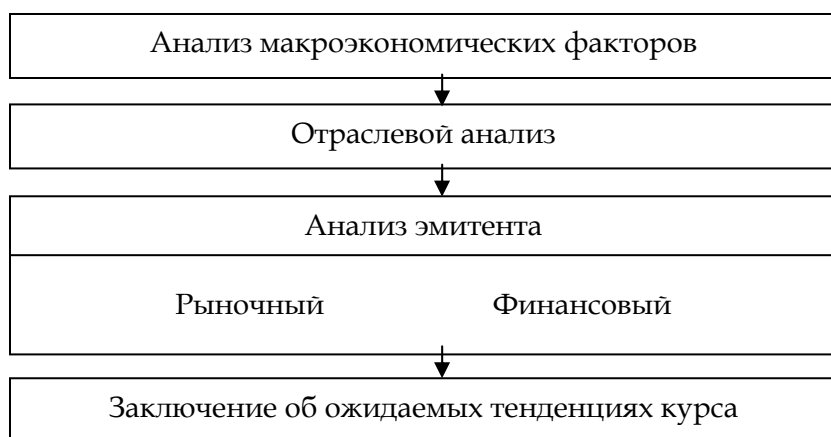 Анализ макроэкономических факторов
Отраслевой анализ
Анализ эмитента
Рыночный Финансовый
Заключение об ожидаемых тенденциях курса